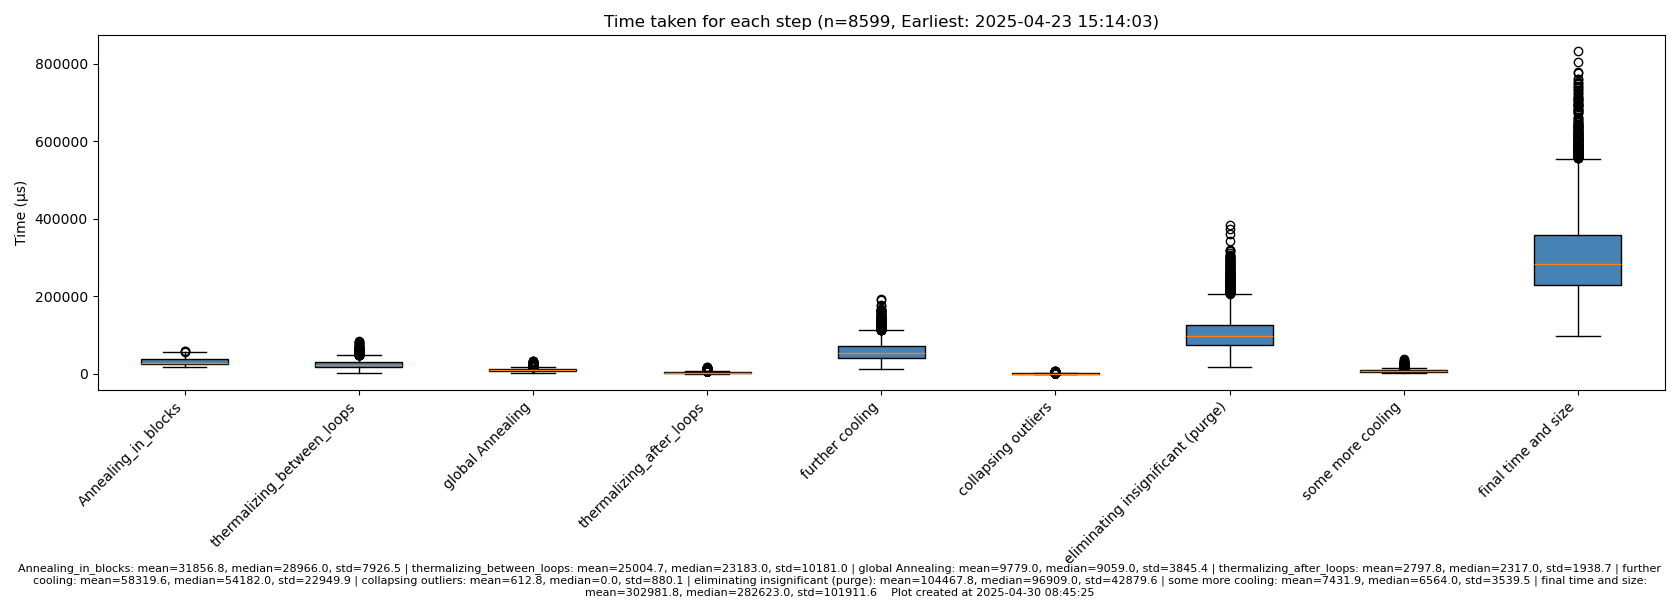 Time taken for each step (n=8599, Earliest: 2025-04-23 15:14:03)
Time (µs)
800000
600000
400000
200000
0
Annealing_in_blocks
thermalizing_between_loops
global Annealing
thermalizing_after_loops
further cooling
collapsing outliers
eliminating insignificant (purge)
some more cooling
final time and size
Annealing_in_blocks: mean=31856.8, median=28966.0, std=7926.5 | thermalizing_between_loops: mean=25004.7, median=23183.0, std=10181.0 | global Annealing: mean=9779.0, median=9059.0, std=3845.4 | thermalizing_after_loops: mean=2797.8, median=2317.0, std=1938.7 | further
cooling: mean=58319.6, median=54182.0, std=22949.9 | collapsing outliers: mean=612.8, median=0.0, std=880.1 | eliminating insignificant (purge): mean=104467.8, median=96909.0, std=42879.6 | some more cooling: mean=7431.9, median=6564.0, std=3539.5 | final time and size:
mean=302981.8, median=282623.0, std=101911.6    Plot created at 2025-04-30 08:45:25